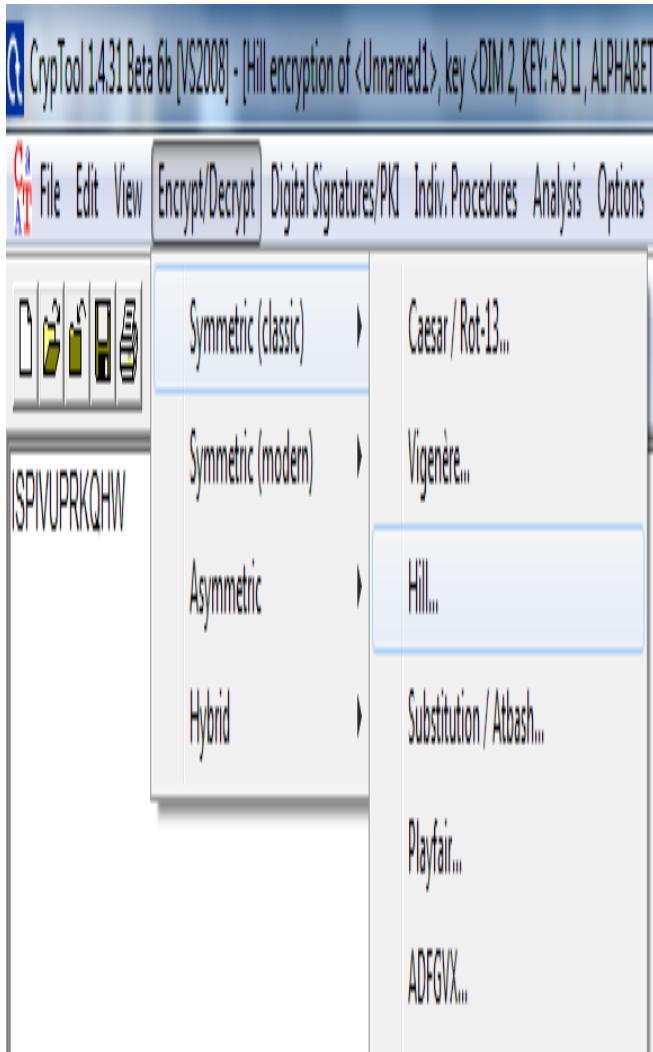 CrypTool 1.4.31 Beta 6b [VS2008] - [Hill encryption of <Unnamed1>, key <DIM 2, KEY: AS LI , ALPHABET
File Edit View Encrypt/Decrypt Digital Signatures/PKI Indiv. Procedures Analysis Options
Symmetric (classic)
Symmetric (modern)
Asymmetric
Hybrid
Caesar / Rot-13...
Vigenère...
Hill...
Substitution / Atbash...
Playfair...
ADFGVX...
ISPIVUPRKQHW